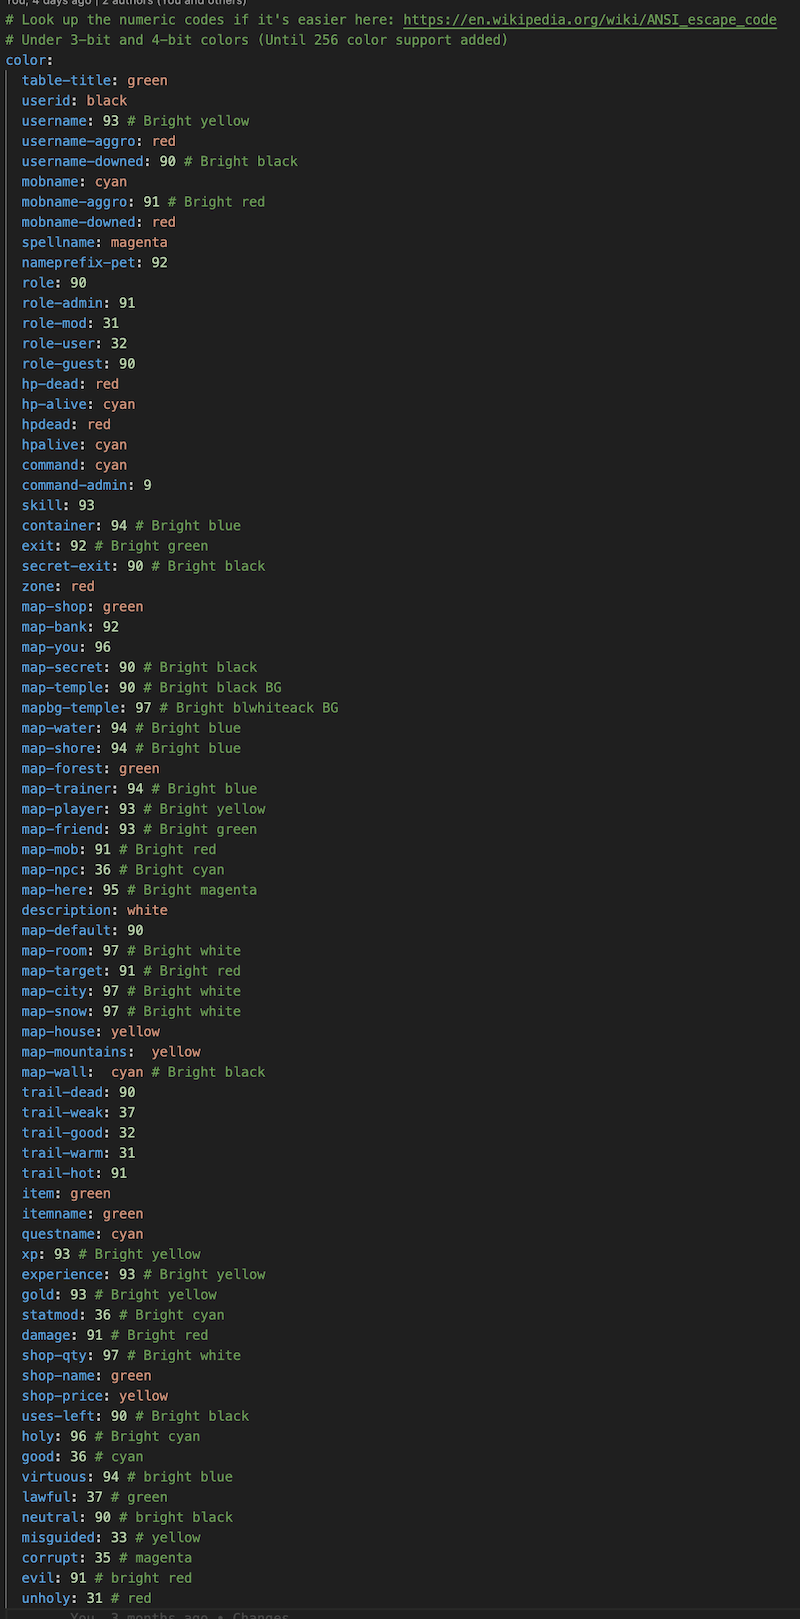 You, 4 days ago | 2 authors (You and others)
# Look up the numeric codes if it's easier here: https://en.wikipedia.org/wiki/ANSI_escape_code
# Under 3-bit and 4-bit colors (Until 256 color support added)
color:
table-title: green
userid: black
username: 93 # Bright yellow
username-aggro: red
username-downed: 90 # Bright black
mobname: cyan
mobname-aggro: 91 # Bright red
mobname-downed: red
spellname: magenta
nameprefix-pet: 92
role: 90
role-admin: 91
role-mod: 31
role-user: 32
role-guest: 90
hp-dead: red
hp-alive: cyan
hpdead: red
hpalive: cyan
command: cyan
command-admin: 9
skill: 93
container: 94 # Bright blue
exit: 92 # Bright green
secret-exit: 90 # Bright black
zone: red
map-shop: green
map-bank: 92
map-you: 96
map-secret: 90 # Bright black
map-temple: 90 # Bright black BG
mapbg-temple: 97 # Bright blwhiteack BG
map-water: 94 # Bright blue
map-shore: 94 # Bright blue
map-forest: green
map-trainer: 94 # Bright blue
map-player: 93 # Bright yellow
map-friend: 93 # Bright green
map-mob: 91 # Bright red
map-npc: 36 # Bright cyan
map-here: 95 # Bright magenta
description: white
map-default: 90
map-room: 97 # Bright white
map-target: 91 # Bright red
map-city: 97 # Bright white
map-snow: 97 # Bright white
map-house: yellow
map-mountains:  yellow
map-wall:  cyan # Bright black
trail-dead: 90
trail-weak: 37
trail-good: 32
trail-warm: 31
trail-hot: 91
item: green
itemname: green
questname: cyan
xp: 93 # Bright yellow
experience: 93 # Bright yellow
gold: 93 # Bright yellow
statmod: 36 # Bright cyan
damage: 91 # Bright red
shop-qty: 97 # Bright white
shop-name: green
shop-price: yellow
uses-left: 90 # Bright black
holy: 96 # Bright cyan
good: 36 # cyan
virtuous: 94 # bright blue
lawful: 37 # green
neutral: 90 # bright black
misguided: 33 # yellow
corrupt: 35 # magenta
evil: 91 # bright red
unholy: 31 # red
You, 3 months ago • Changes